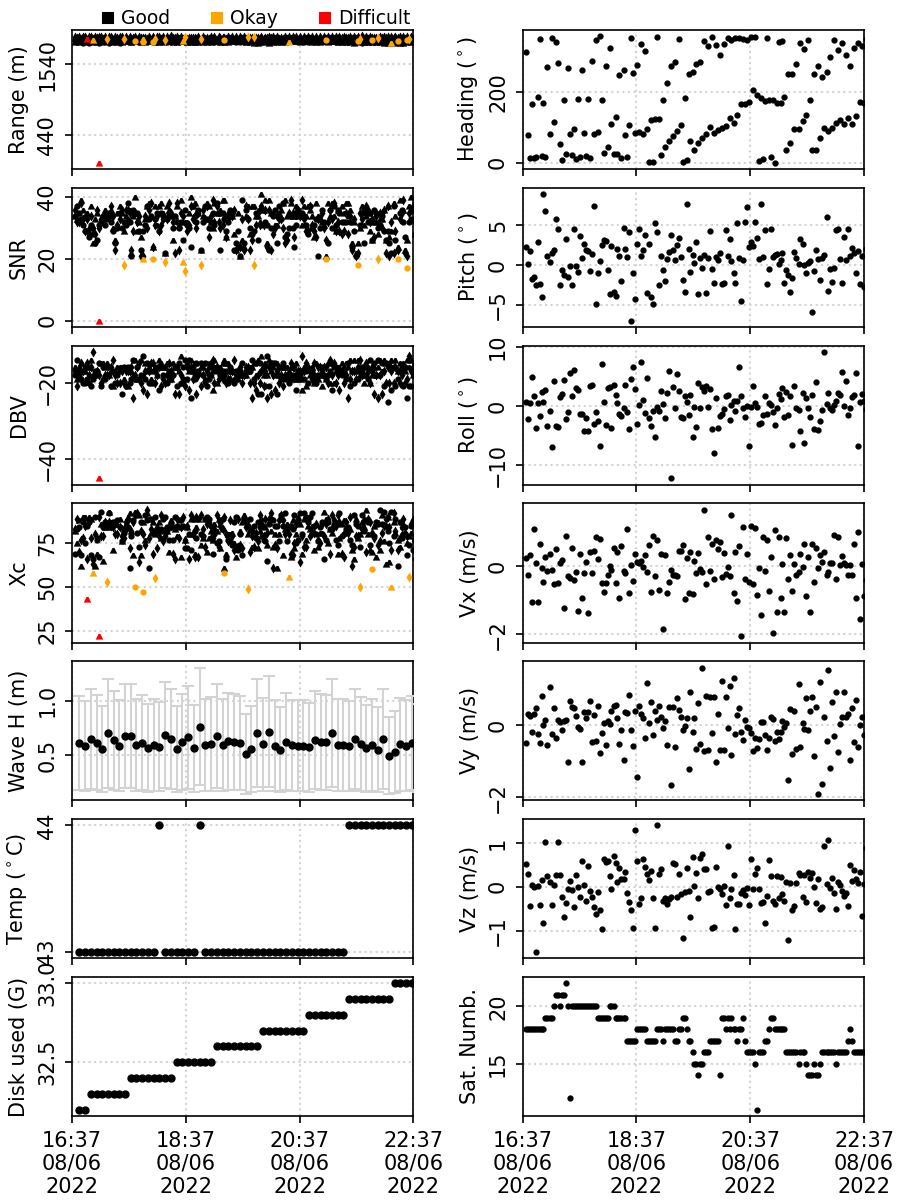 Good Okay Difficult
Range (m)
1540
440
Heading (°)
200
0
SNR
40
20
0
Pitch (°)
5
0
−5
DBV
−20
−40
Roll (°)
10
0
−10
Xc
75
50
25
Vx (m/s)
0
−2
Wave H (m)
1.0
0.5
Vy (m/s)
0
−2
Temp (°C)
44
43
Vz (m/s)
1
0
−1
Disk used (G)
33.0
32.5
Sat. Numb.
20
15
16:37 18:37 20:37 22:37 16:37 18:37 20:37 22:37
08/06 08/06 08/06 08/06 08/06 08/06 08/06 08/06
2022 2022 2022 2022 2022 2022 2022 2022